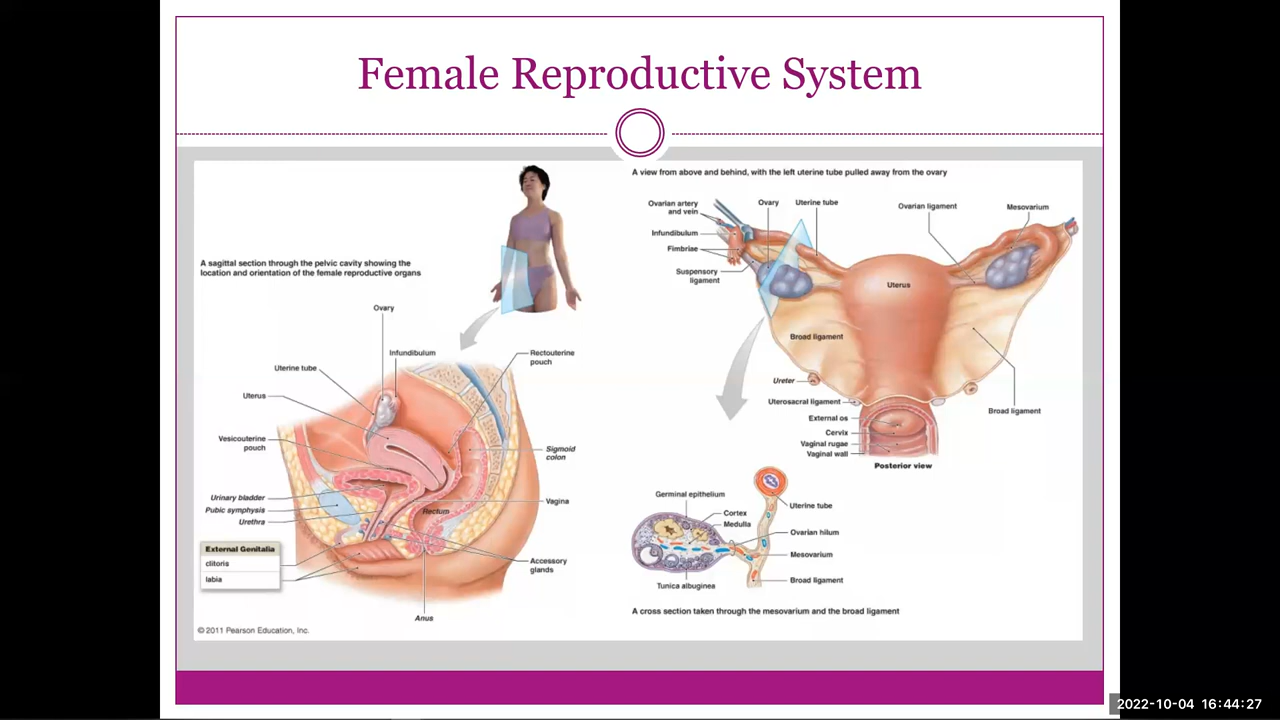 Female Reproductive System
A sagittal section through the pelvic cavity showing the
location and orientation of the female reproductive organs
Ovary
Infundibulum
Rectouterine
pouch
Uterine tube
Uterus
Vesicouterine
pouch
Sigmoid
colon
Urinary bladder
Pubic symphysis
Urethra
Vagina
Rectum
External Genitalia
clitoris
labia
Accessory
glands
Anus
© 2011 Pearson Education, Inc.
A view from above and behind, with the left uterine tube pulled away from the ovary
Ovarian artery
and vein
Ovary
Uterine tube
Ovarian ligament
Mesovarium
Infundibulum
Fimbriae
Suspensory
ligament
Uterus
Broad ligament
Ureter
Uterosacral ligament
Broad ligament
External os
Cervix
Vaginal rugae
Vaginal wall
Posterior view
Germinal epithelium
Cortex
Medulla
Uterine tube
Ovarian hilum
Mesovarium
Broad ligament
Tunica albuginea
A cross section taken through the mesovarium and the broad ligament
2022-10-04 16:44:27